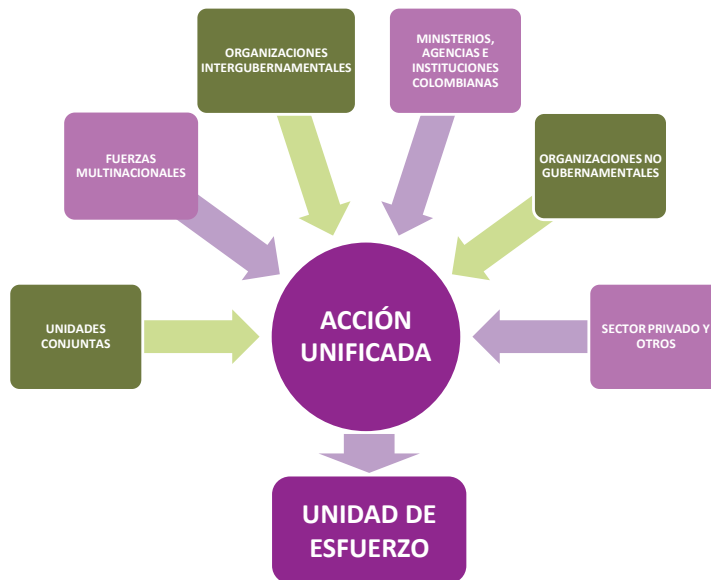 ORGANIZACIONES
INTERGUBERNAMENTALES
MINISTERIOS,
AGENCIAS E
INSTITUCIONES
COLOMBIANAS
FUERZAS
MULTINACIONALES
ORGANIZACIONES NO
GUBERNAMENTALES
UNIDADES
CONJUNTAS
ACCIÓN
UNIFICADA
SECTOR PRIVADO Y
OTROS
UNIDAD DE
ESFUERZO